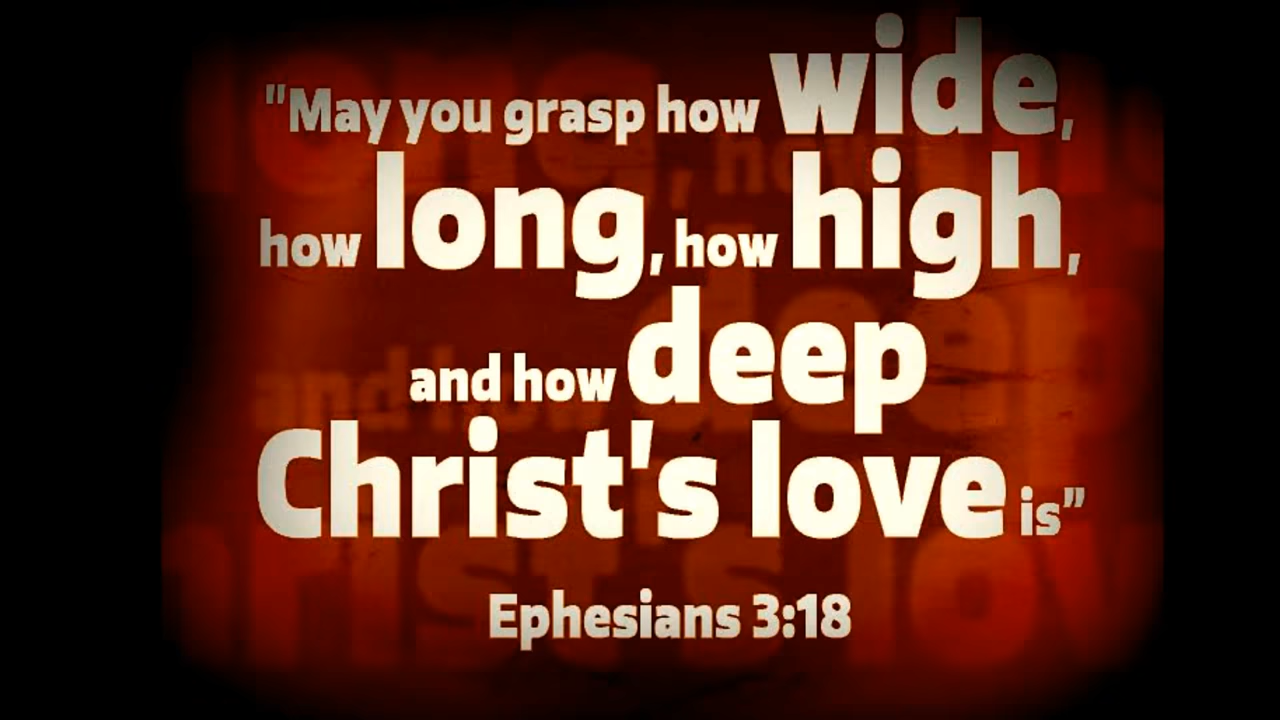 "May you grasp how wide,
how long, how high,
and how deep
Christ's love is”
Ephesians 3:18